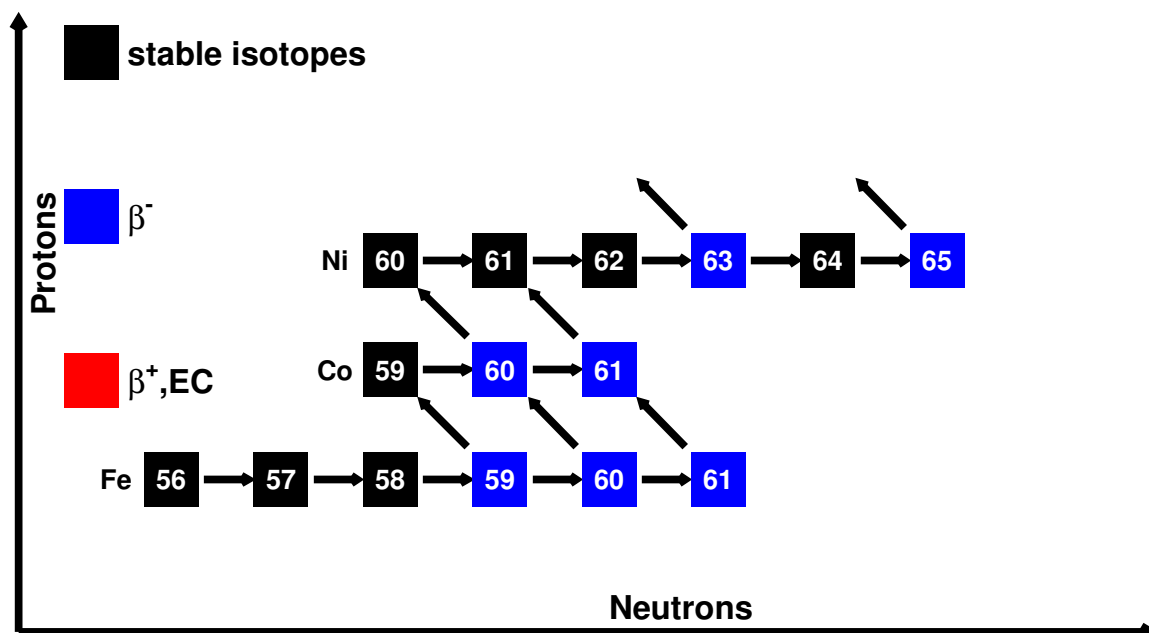 stable isotopes
Protons
β⁻
Ni 60 61 62 63 64 65
β⁺,EC
Co 59 60 61
Fe 56 57 58 59 60 61
Neutrons